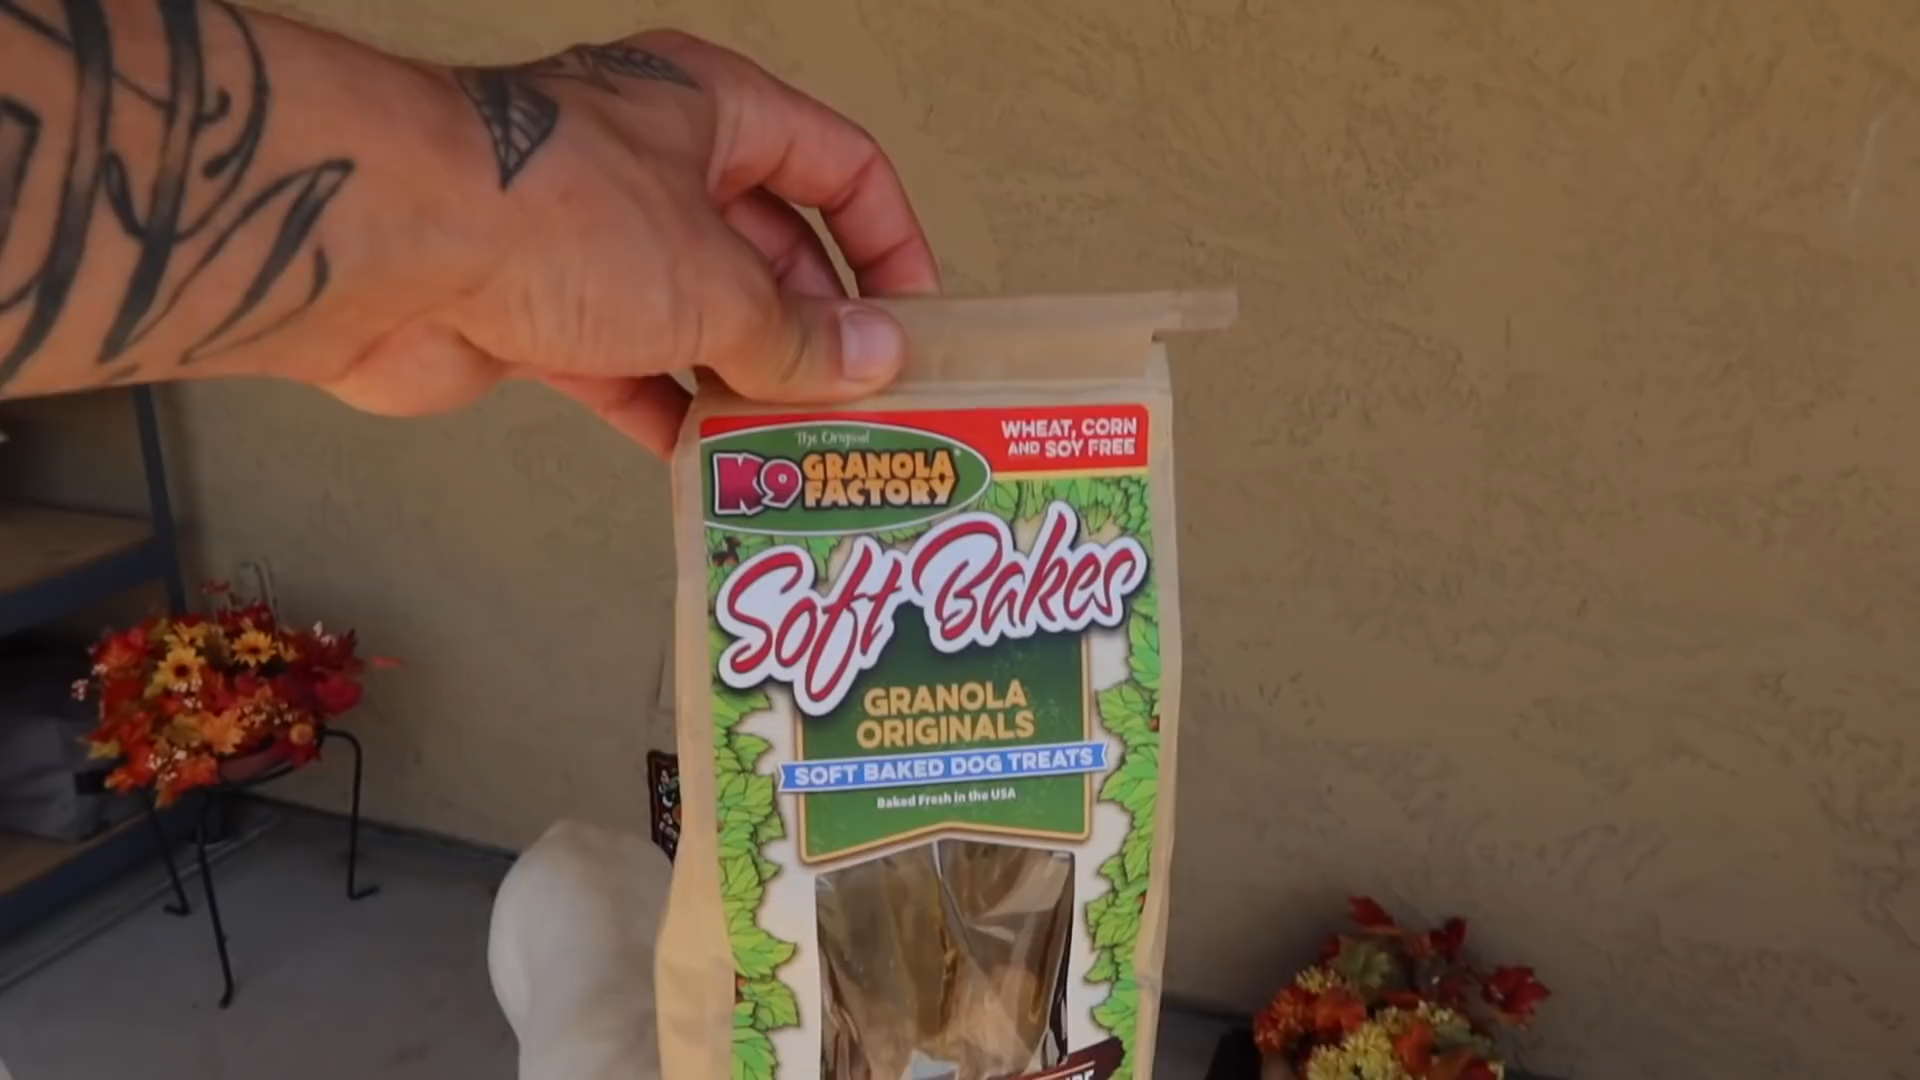 The Original
K9 GRANOLA
FACTORY
WHEAT, CORN
AND SOY FREE
Soft Bakes
GRANOLA
ORIGINALS
SOFT BAKED DOG TREATS
Baked Fresh in the USA